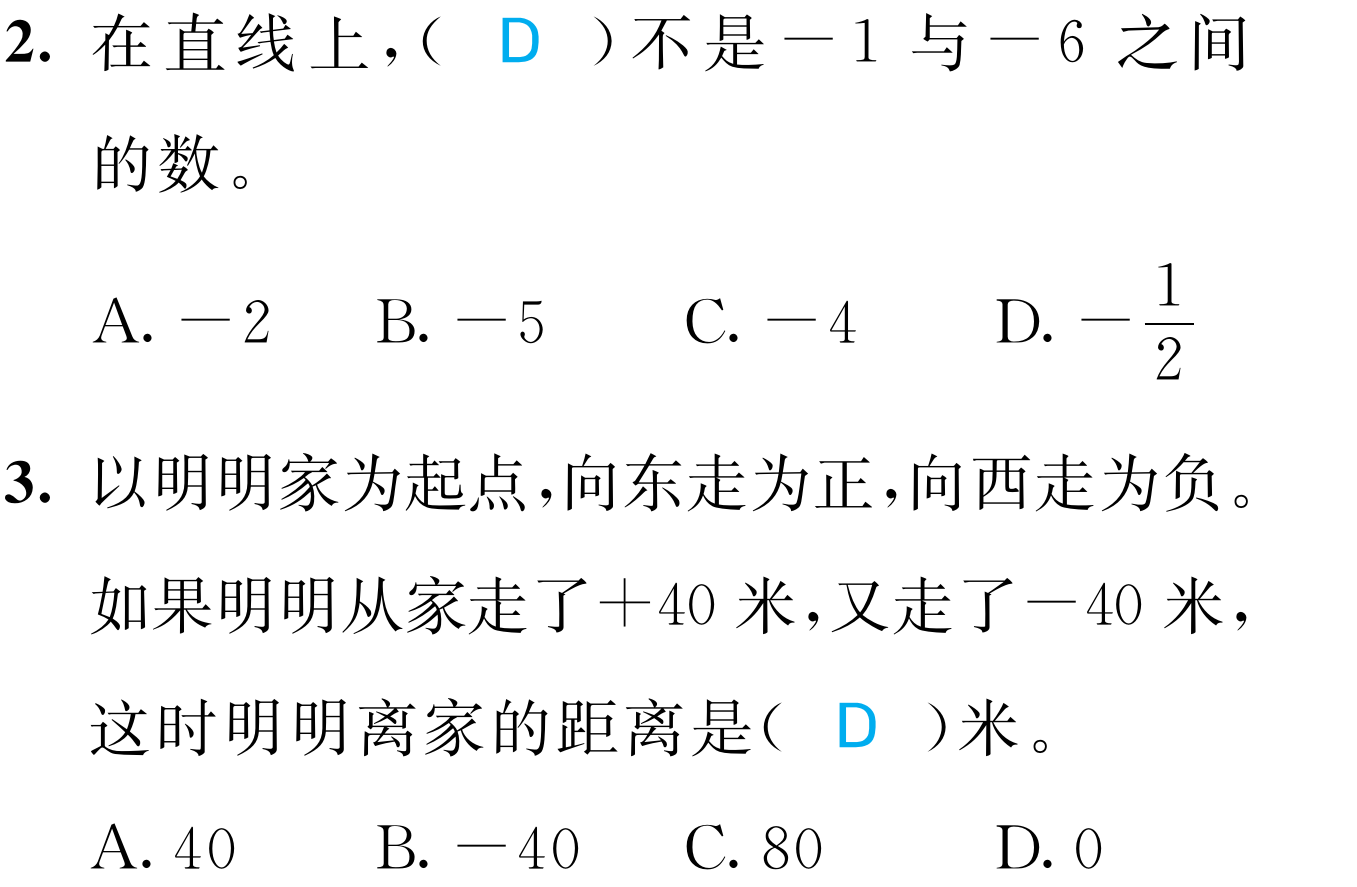 2. 在直线上,( D )不是-1 与-6 之间
的数。
A. -2 B. -5 C. -4 D. -1/2
3. 以明明家为起点,向东走为正,向西走为负。
如果明明从家走了+40 米,又走了-40 米,
这时明明离家的距离是( D )米。
A. 40 B. -40 C. 80 D. 0